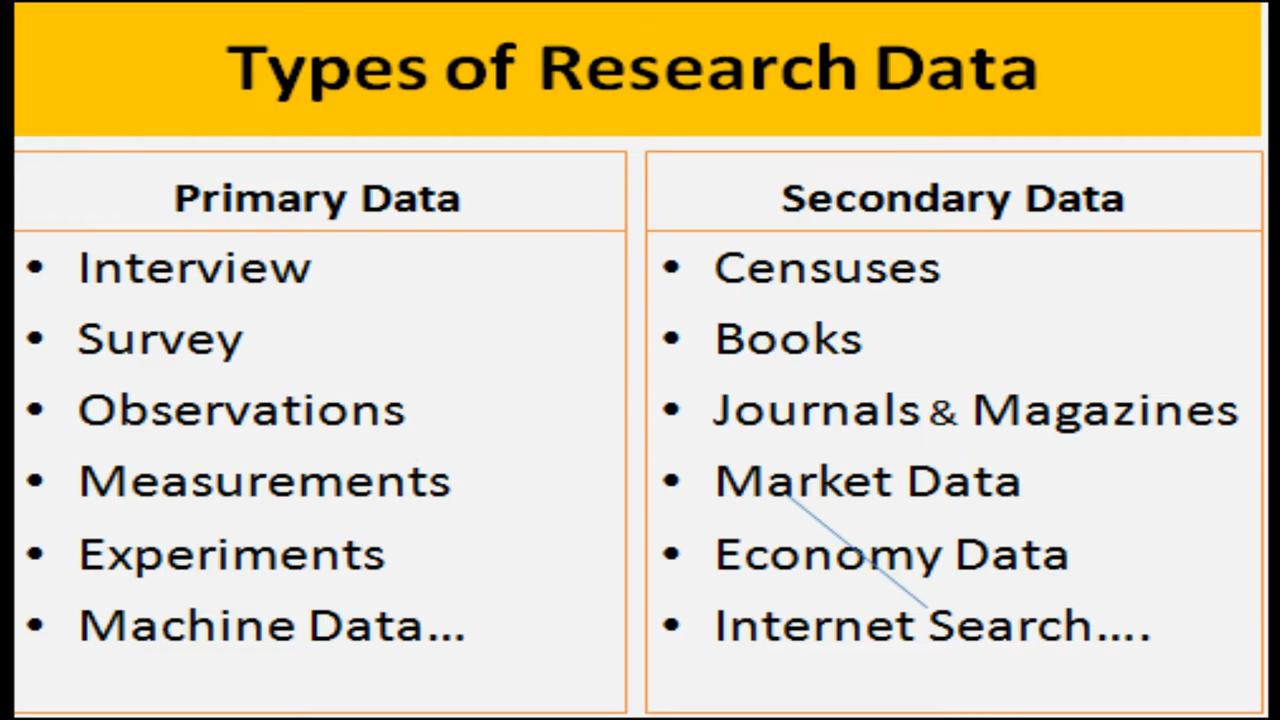 Types of Research Data
Primary Data
• Interview
• Survey
• Observations
• Measurements
• Experiments
• Machine Data...
Secondary Data
• Censuses
• Books
• Journals & Magazines
• Market Data
• Economy Data
• Internet Search....